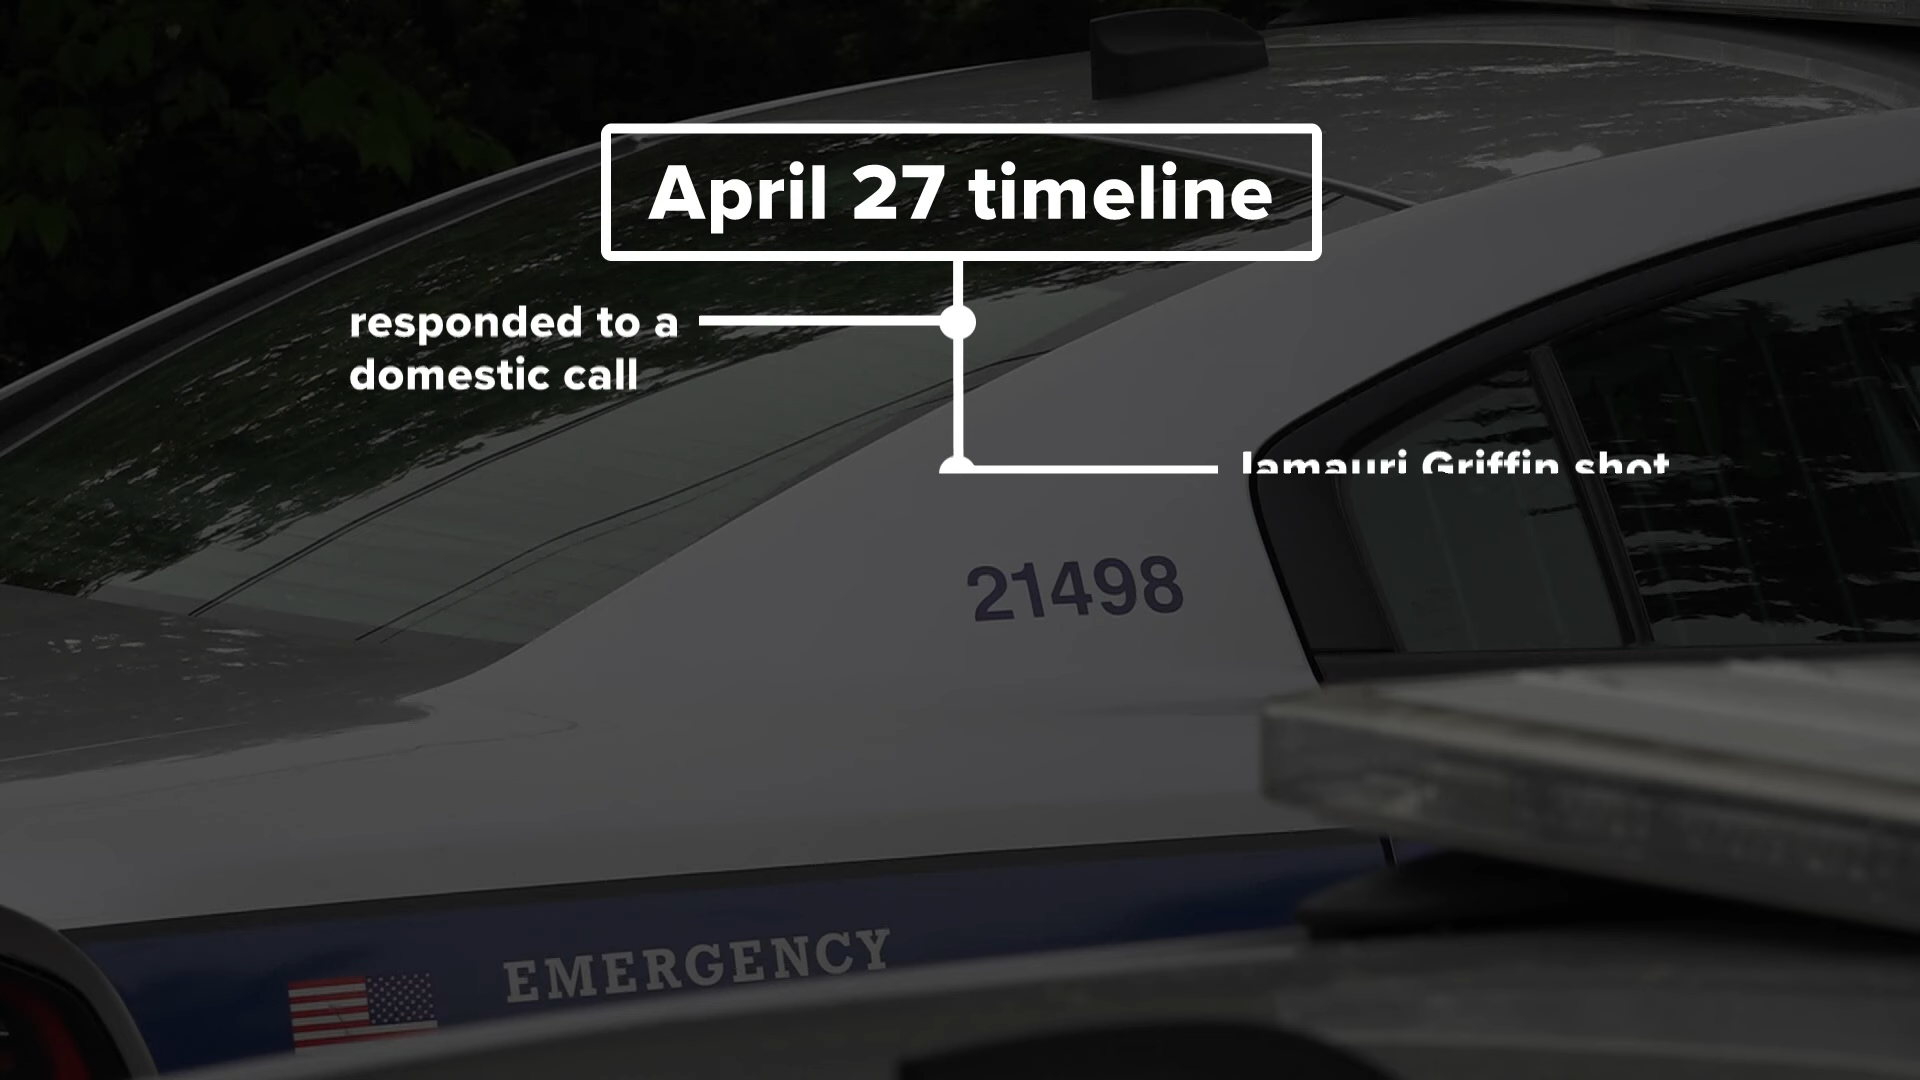 April 27 timeline
responded to a
domestic call
Jamauri Griffin shot
21498
EMERGENCY